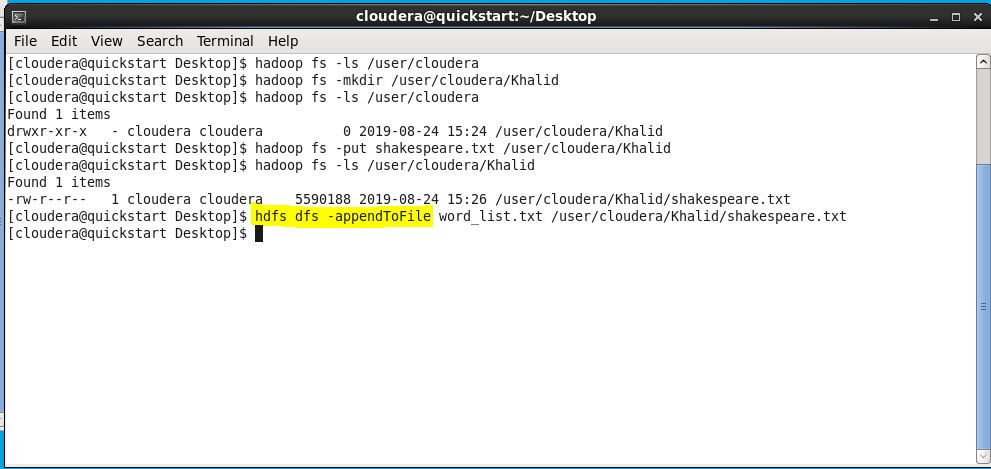 cloudera@quickstart:~/Desktop
File Edit View Search Terminal Help
[cloudera@quickstart Desktop]$ hadoop fs -ls /user/cloudera
[cloudera@quickstart Desktop]$ hadoop fs -mkdir /user/cloudera/Khalid
[cloudera@quickstart Desktop]$ hadoop fs -ls /user/cloudera
Found 1 items
drwxr-xr-x   - cloudera cloudera          0 2019-08-24 15:24 /user/cloudera/Khalid
[cloudera@quickstart Desktop]$ hadoop fs -put shakespeare.txt /user/cloudera/Khalid
[cloudera@quickstart Desktop]$ hadoop fs -ls /user/cloudera/Khalid
Found 1 items
-rw-r--r--   1 cloudera cloudera    5590188 2019-08-24 15:26 /user/cloudera/Khalid/shakespeare.txt
[cloudera@quickstart Desktop]$ hdfs dfs -appendToFile word_list.txt /user/cloudera/Khalid/shakespeare.txt
[cloudera@quickstart Desktop]$